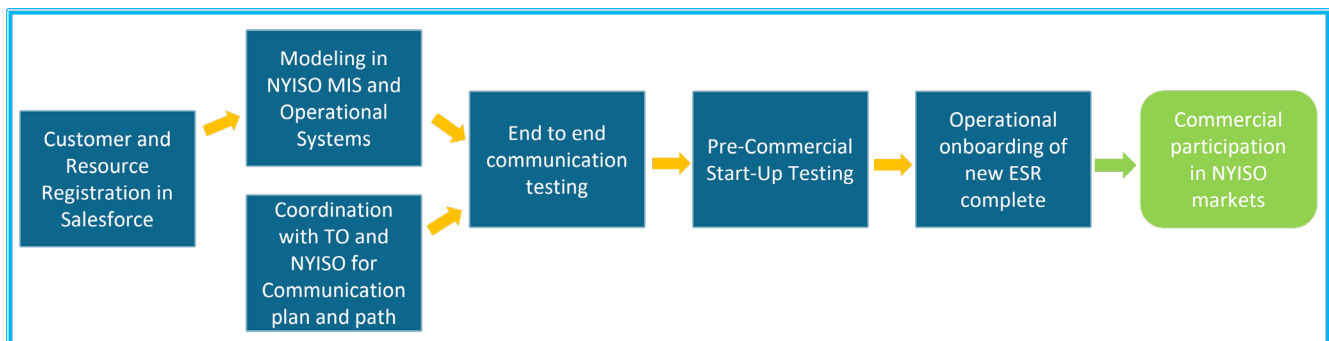 Customer and
Resource
Registration in
Salesforce
Modeling in
NYISO MIS and
Operational
Systems
Coordination
with TO and
NYISO for
Communication
plan and path
End to end
communication
testing
Pre-Commercial
Start-Up Testing
Operational
onboarding of
new ESR
complete
Commercial
participation
in NYISO
markets